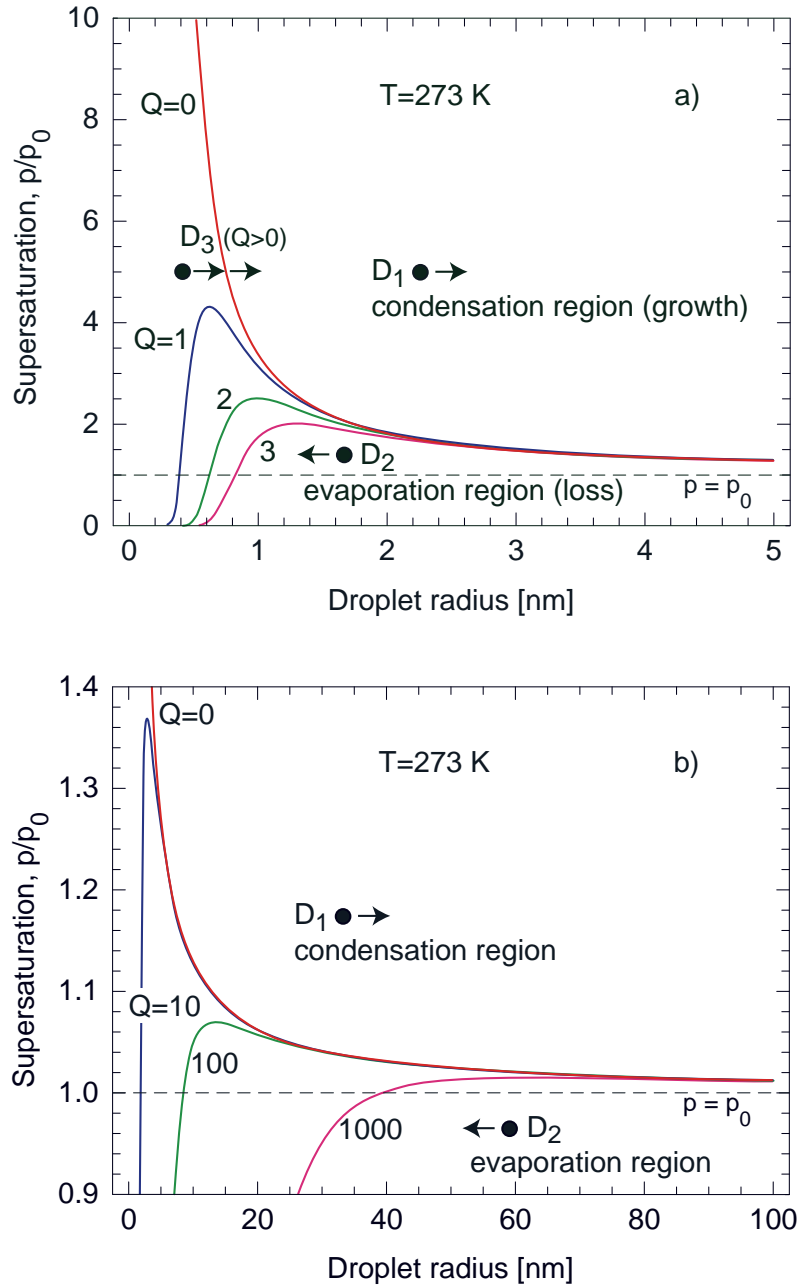 10
8
6
4
2
0
Supersaturation, p/p0
T=273 K
a)
Q=0
D3 (Q>0)
D1
condensation region (growth)
Q=1
2
3
D2
evaporation region (loss)
p = p0
0
1
2
3
4
5
Droplet radius [nm]
1.4
1.3
1.2
1.1
1.0
0.9
Supersaturation, p/p0
Q=0
T=273 K
b)
D1
condensation region
Q=10
100
1000
p = p0
D2
evaporation region
0
20
40
60
80
100
Droplet radius [nm]